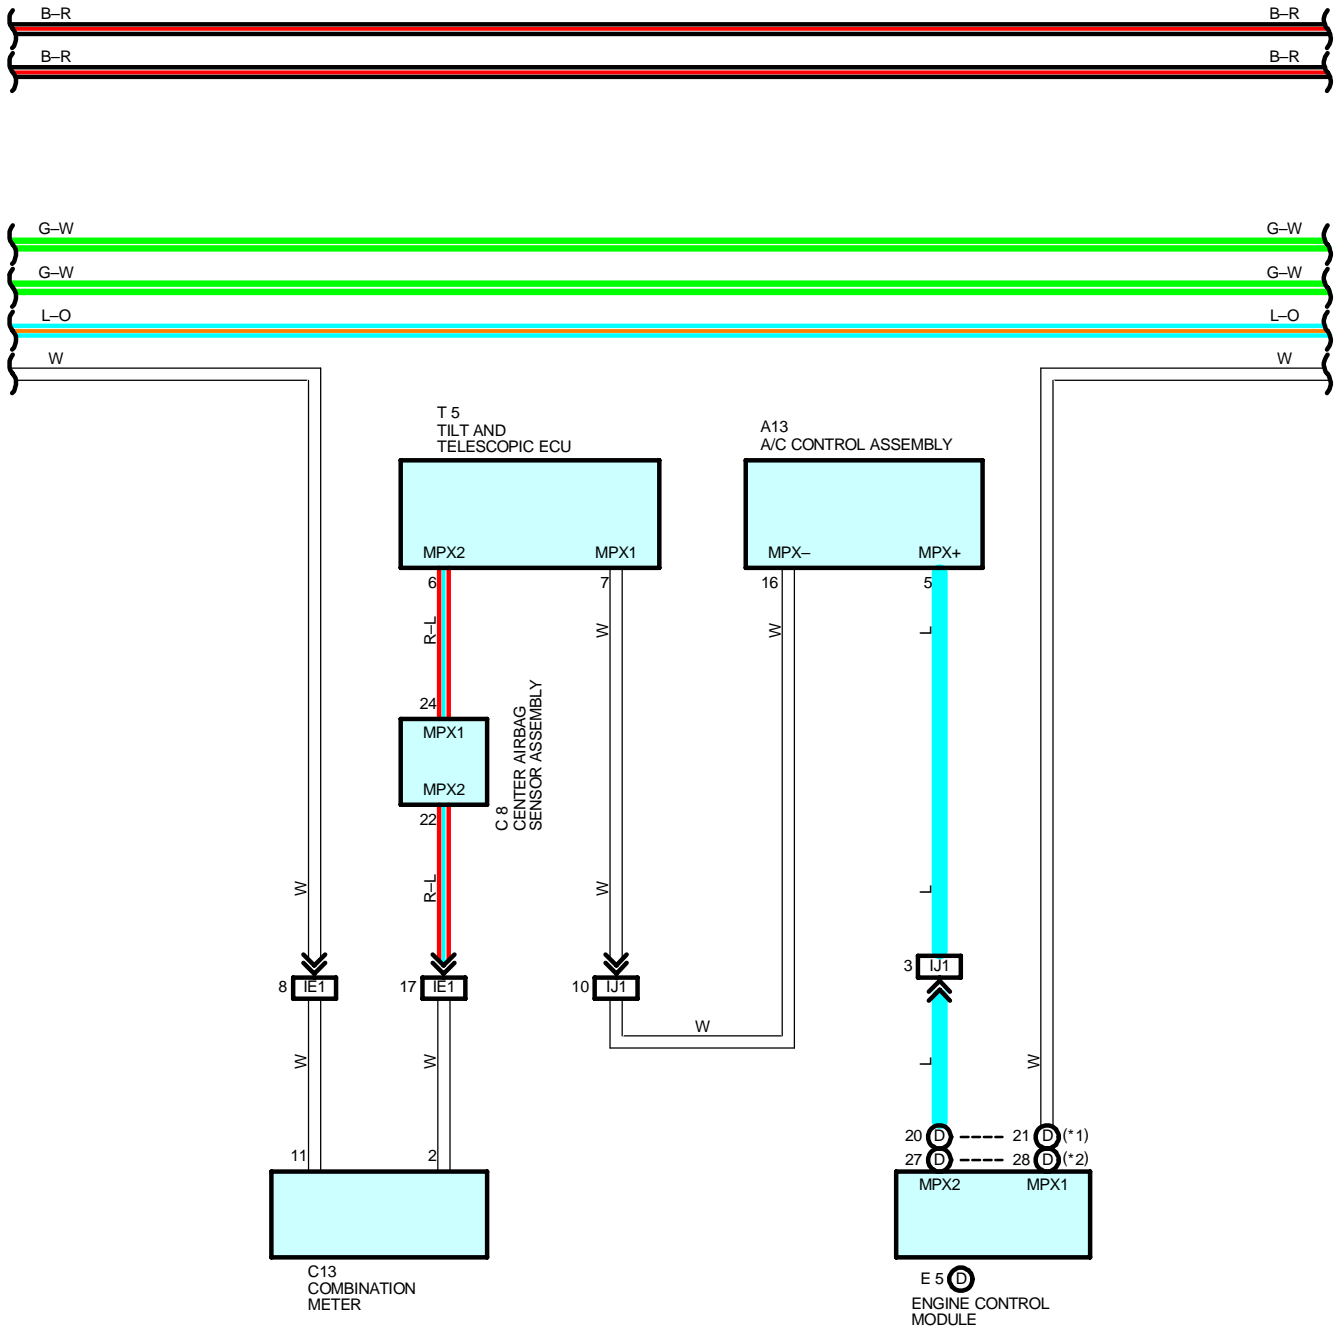 B–R B–R
B–R B–R
G–W G–W
G–W G–W
L–O L–O
W W
T 5
TILT AND
TELESCOPIC ECU
A13
A/C CONTROL ASSEMBLY
MPX2 MPX1 MPX– MPX+
6 7 16 5
R–L W W L
24
MPX1
MPX2
22
C 8
CENTER AIRBAG
SENSOR ASSEMBLY
W R–L W L
8 IE1 17 IE1 10 IJ1 3 IJ1
W
W W L W
11 2
20 D 21 D (*1)
27 D 28 D (*2)
MPX2 MPX1
C13
COMBINATION
METER
E 5 D
ENGINE CONTROL
MODULE